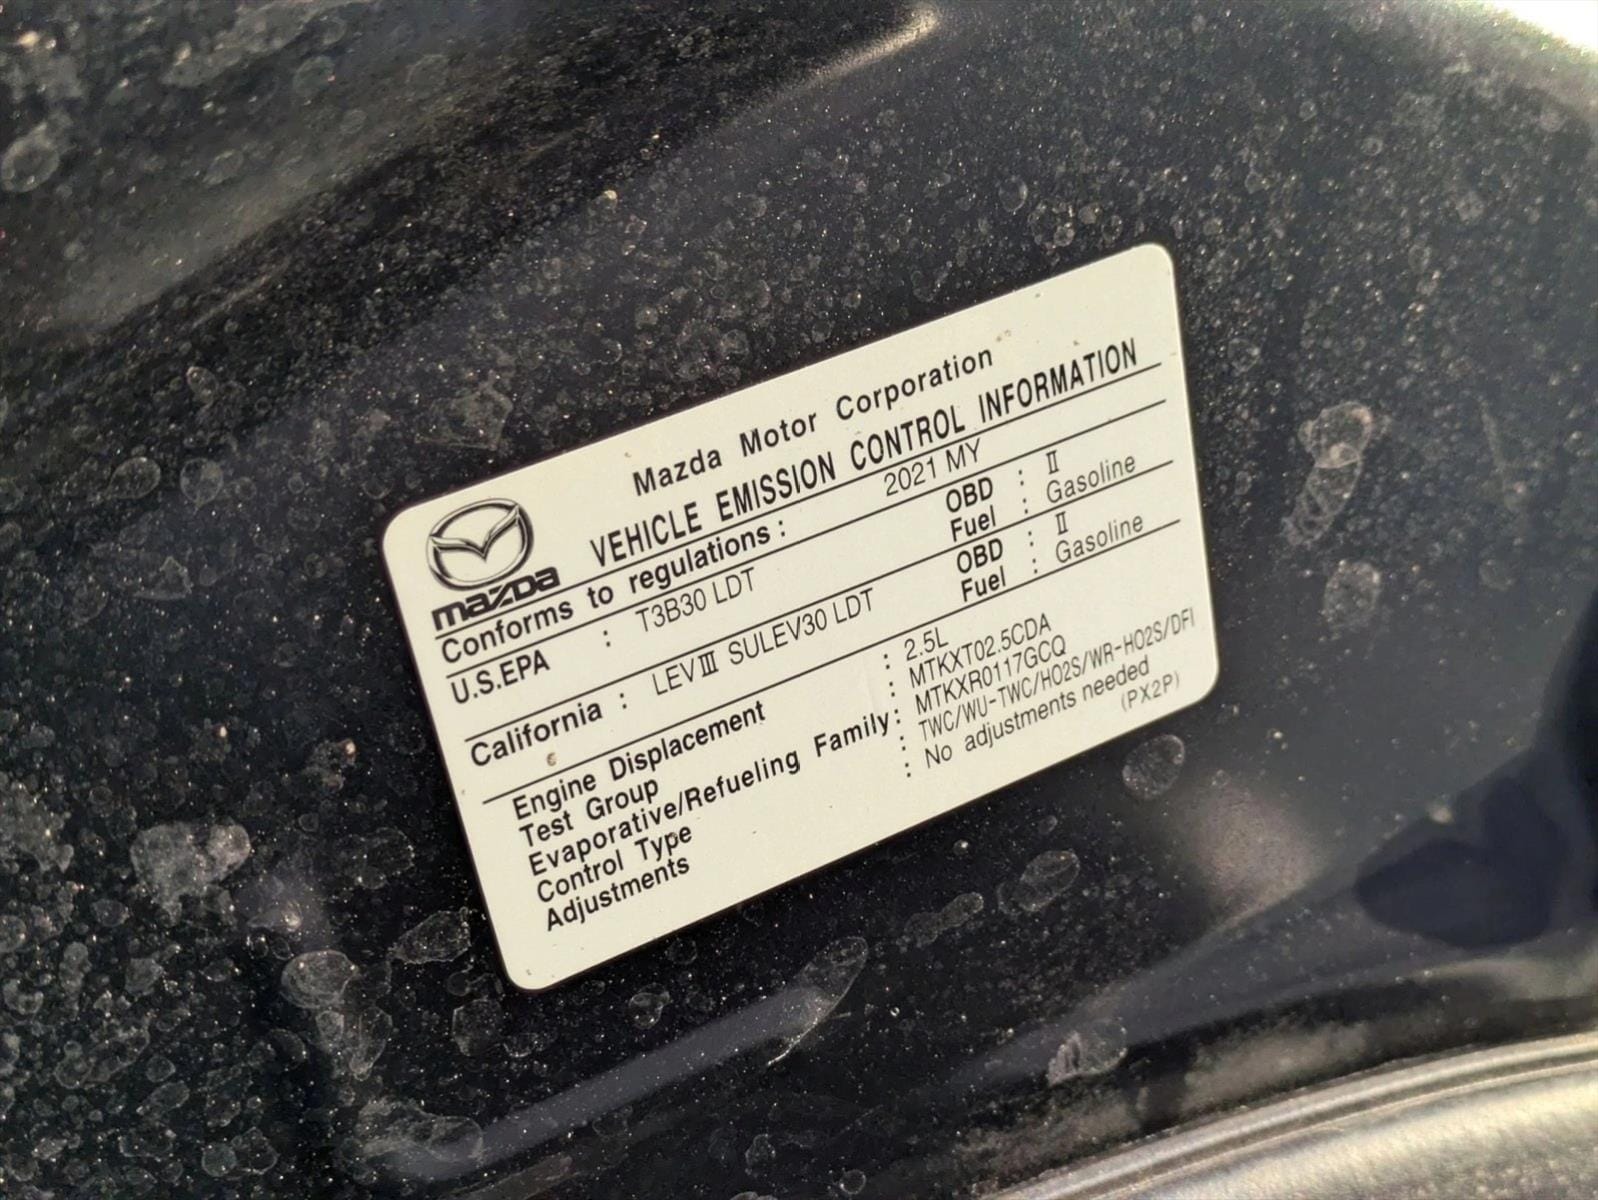 Mazda Motor Corporation
mazda
VEHICLE EMISSION CONTROL INFORMATION
Conforms to regulations : 2021 MY
U.S.EPA : T3B30 LDT OBD : II
Fuel : Gasoline
California : LEV III SULEV30 LDT OBD : II
Fuel : Gasoline
Engine Displacement : 2.5L
Test Group : MTKXT02.5CDA
Evaporative/Refueling Family : MTKXR0117GCQ
Control Type : TWC/WU-TWC/HO2S/WR-HO2S/DFI
Adjustments : No adjustments needed
(PX2P)